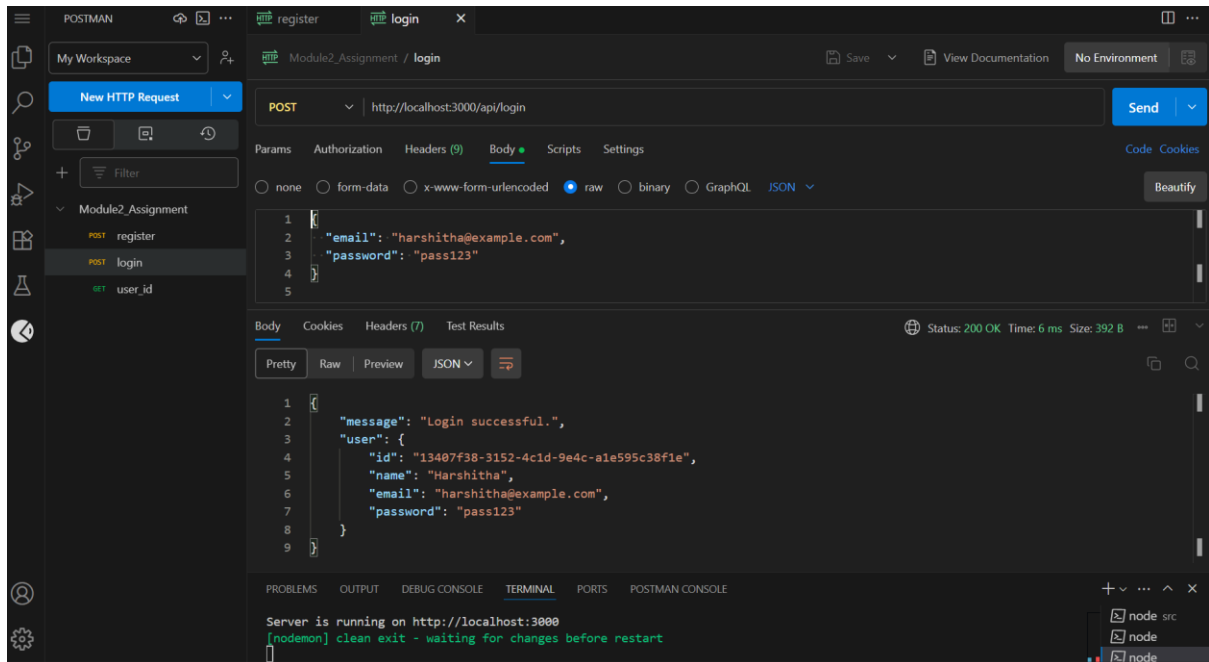 POSTMAN
HTTP register
HTTP login
My Workspace
HTTP Module2_Assignment / login
Save
View Documentation
No Environment
New HTTP Request
POST
http://localhost:3000/api/login
Send
Params Authorization Headers (9) Body Scripts Settings
Code Cookies
Filter
none form-data x-www-form-urlencoded raw binary GraphQL JSON
Beautify
Module2_Assignment
POST register
POST login
GET user_id
1 {
2 "email": "harshitha@example.com",
3 "password": "pass123"
4 }
5
Body Cookies Headers (7) Test Results
Status: 200 OK Time: 6 ms Size: 392 B
Pretty Raw Preview JSON
1 {
2 "message": "Login successful.",
3 "user": {
4 "id": "13407f38-3152-4c1d-9e4c-a1e595c38f1e",
5 "name": "Harshitha",
6 "email": "harshitha@example.com",
7 "password": "pass123"
8 }
9 }
PROBLEMS OUTPUT DEBUG CONSOLE TERMINAL PORTS POSTMAN CONSOLE
Server is running on http://localhost:3000
[nodemon] clean exit - waiting for changes before restart
node src
node
node